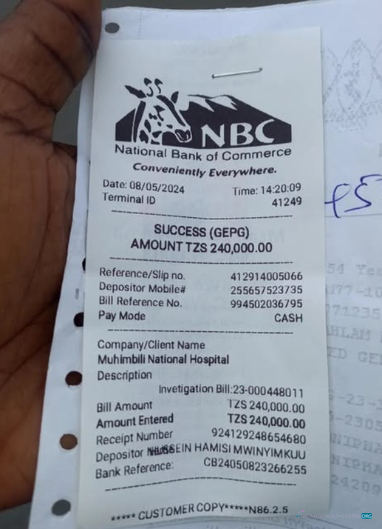 NBC
National Bank of Commerce
Conveniently Everywhere.
Date: 08/05/2024 Time: 14:20:09
Terminal ID 41249
SUCCESS (GEPG)
AMOUNT TZS 240,000.00
Reference/Slip no. 412914005066
Depositor Mobile# 255657523735
Bill Reference No. 994502036795
Pay Mode CASH
Company/Client Name
Muhimbili National Hospital
Description
Invetigation Bill:23-000448011
Bill Amount TZS 240,000.00
Amount Entered TZS 240,000.00
Receipt Number 924129248654680
Depositor HUSSEIN HAMISI MWINYIMKUU
Bank Reference: CB24050823266255
***** CUSTOMER COPY*****N86.2.5